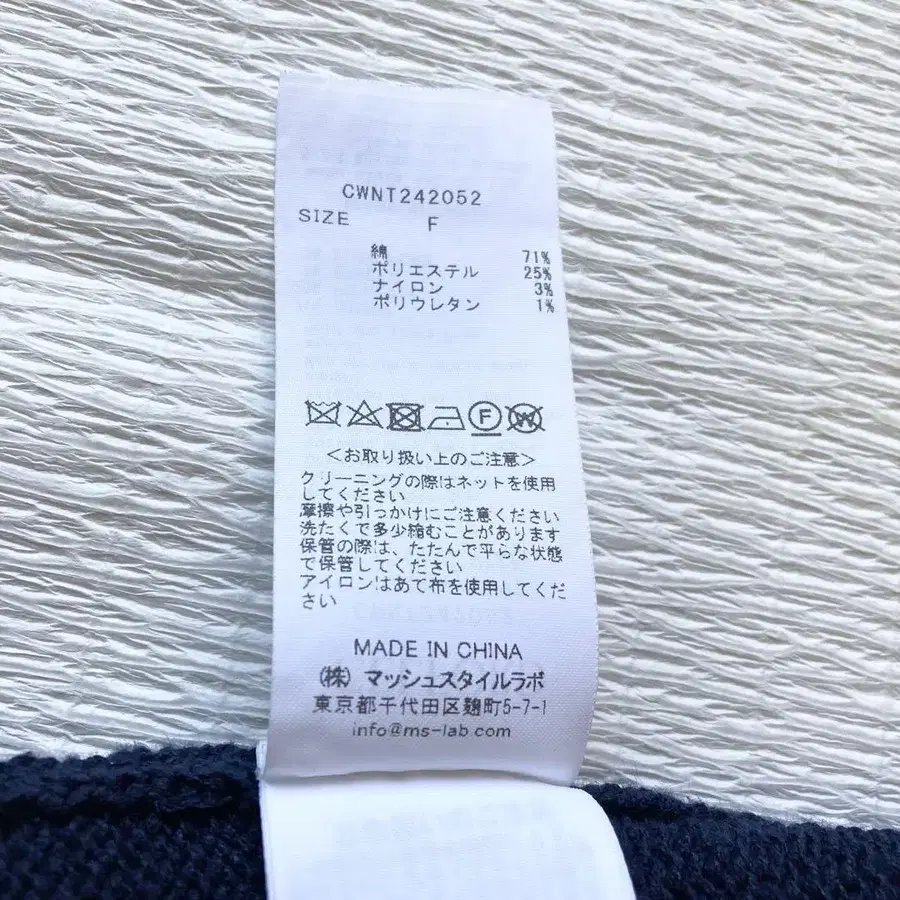 CWNT242052
SIZE F
綿 71%
ポリエステル 25%
ナイロン 3%
ポリウレタン 1%
F W
<お取り扱い上のご注意>
クリーニングの際はネットを使用
してください
摩擦や引っかけにご注意ください
洗たくで多少縮むことがあります
保管の際は、たたんで平らな状態
で保管してください
アイロンはあて布を使用してくだ
さい
MADE IN CHINA
(株) マッシュスタイルラボ
東京都千代田区麹町5-7-1
info@ms-lab.com